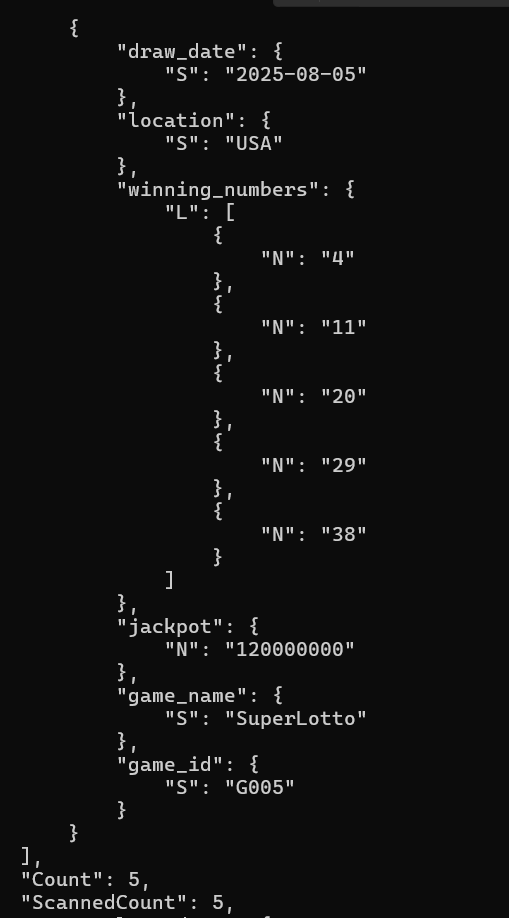 {
"draw_date": {
"S": "2025-08-05"
},
"location": {
"S": "USA"
},
"winning_numbers": {
"L": [
{
"N": "4"
},
{
"N": "11"
},
{
"N": "20"
},
{
"N": "29"
},
{
"N": "38"
}
]
},
"jackpot": {
"N": "120000000"
},
"game_name": {
"S": "SuperLotto"
},
"game_id": {
"S": "G005"
}
}
],
"Count": 5,
"ScannedCount": 5,